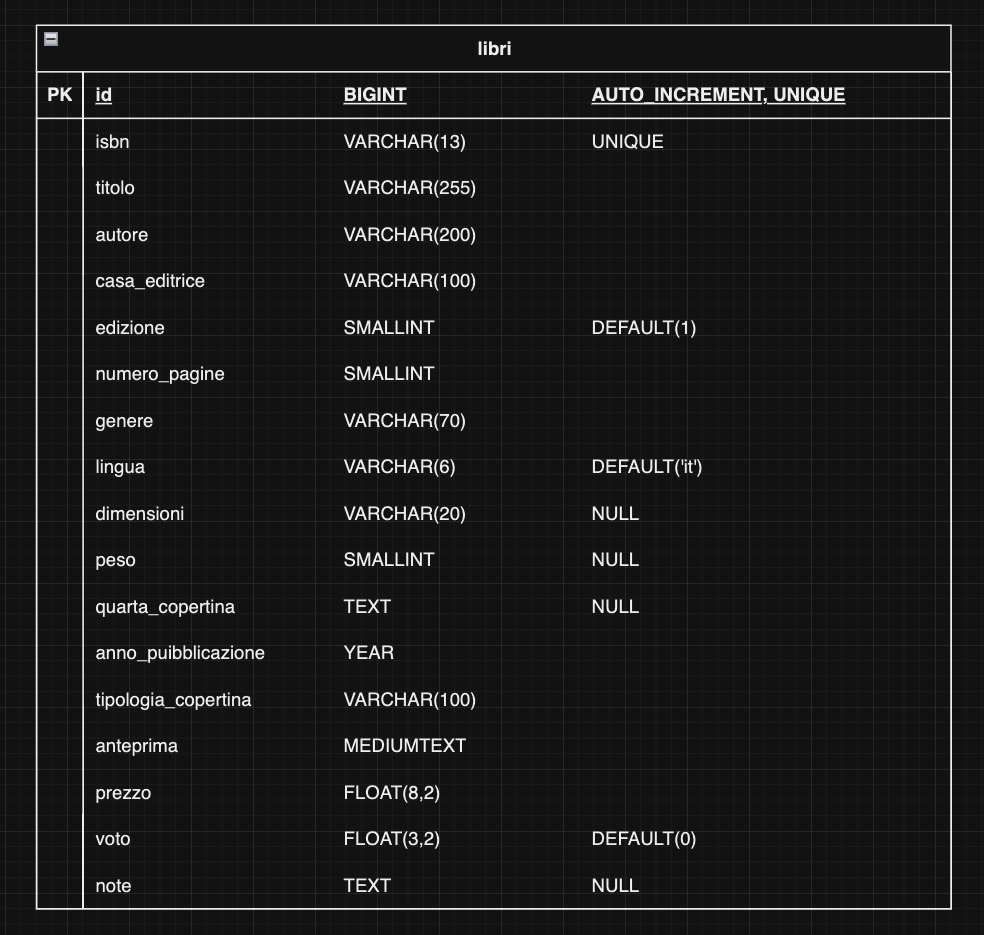 libri
PK id BIGINT AUTO_INCREMENT, UNIQUE
isbn VARCHAR(13) UNIQUE
titolo VARCHAR(255)
autore VARCHAR(200)
casa_editrice VARCHAR(100)
edizione SMALLINT DEFAULT(1)
numero_pagine SMALLINT
genere VARCHAR(70)
lingua VARCHAR(6) DEFAULT('it')
dimensioni VARCHAR(20) NULL
peso SMALLINT NULL
quarta_copertina TEXT NULL
anno_puibblicazione YEAR
tipologia_copertina VARCHAR(100)
anteprima MEDIUMTEXT
prezzo FLOAT(8,2)
voto FLOAT(3,2) DEFAULT(0)
note TEXT NULL